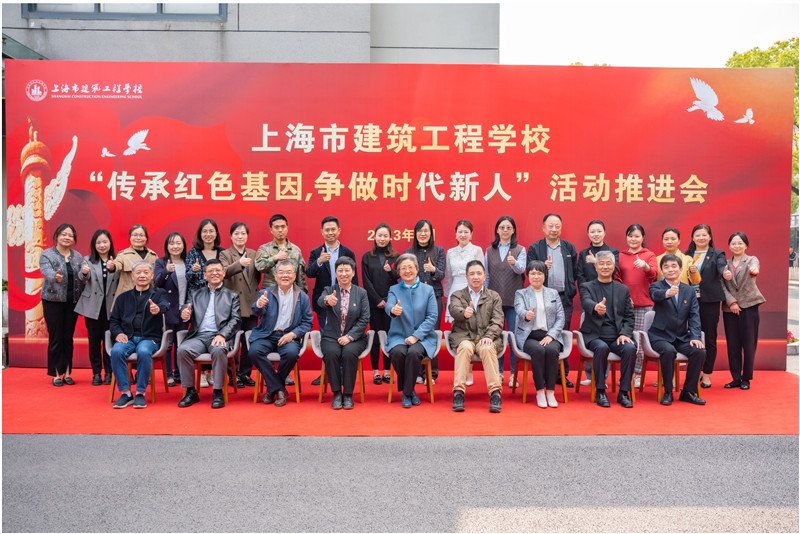 上海市建筑工程学校
SHANGHAI CONSTRUCTION ENGINEERING SCHOOL
上海市建筑工程学校
“传承红色基因,争做时代新人”活动推进会